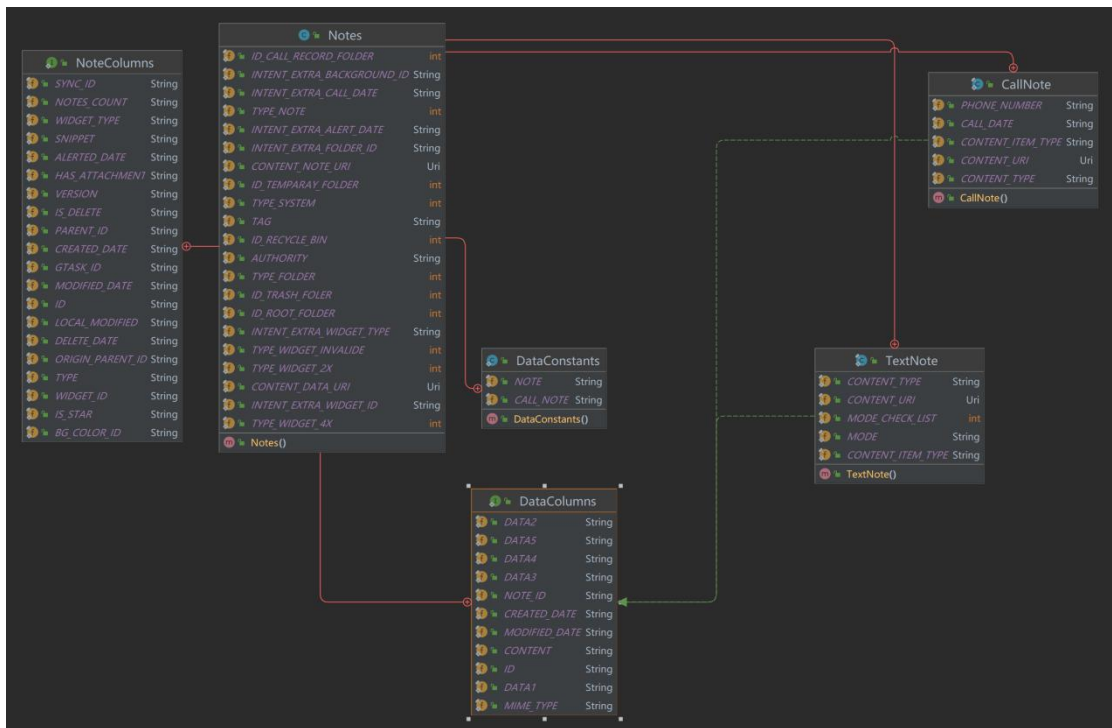 NoteColumns
SYNC_ID String
NOTES_COUNT String
WIDGET_TYPE String
SNIPPET String
ALERTED_DATE String
HAS_ATTACHMENT String
VERSION String
IS_DELETE String
PARENT_ID String
CREATED_DATE String
GTASK_ID String
MODIFIED_DATE String
ID String
LOCAL_MODIFIED String
DELETE_DATE String
ORIGIN_PARENT_ID String
TYPE String
WIDGET_ID String
IS_STAR String
BG_COLOR_ID String
Notes
ID_CALL_RECORD_FOLDER int
INTENT_EXTRA_BACKGROUND_ID String
INTENT_EXTRA_CALL_DATE String
TYPE_NOTE int
INTENT_EXTRA_ALERT_DATE String
INTENT_EXTRA_FOLDER_ID String
CONTENT_NOTE_URI Uri
ID_TEMPARAY_FOLDER int
TYPE_SYSTEM int
TAG String
ID_RECYCLE_BIN int
AUTHORITY String
TYPE_FOLDER int
ID_TRASH_FOLER int
ID_ROOT_FOLDER int
INTENT_EXTRA_WIDGET_TYPE String
TYPE_WIDGET_INVALIDE int
TYPE_WIDGET_2X int
CONTENT_DATA_URI Uri
INTENT_EXTRA_WIDGET_ID String
TYPE_WIDGET_4X int
Notes()
CallNote
PHONE_NUMBER String
CALL_DATE String
CONTENT_ITEM_TYPE String
CONTENT_URI Uri
CONTENT_TYPE String
CallNote()
DataConstants
NOTE String
CALL_NOTE String
DataConstants()
TextNote
CONTENT_TYPE String
CONTENT_URI Uri
MODE_CHECK_LIST int
MODE String
CONTENT_ITEM_TYPE String
TextNote()
DataColumns
DATA2 String
DATA5 String
DATA4 String
DATA3 String
NOTE_ID String
CREATED_DATE String
MODIFIED_DATE String
CONTENT String
ID String
DATA1 String
MIME_TYPE String